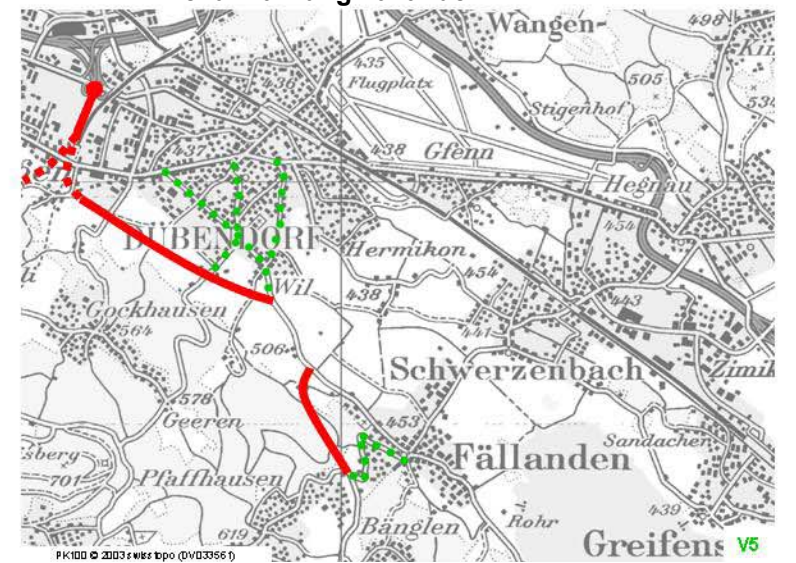 Wangen-
498
435
Flugplatz
436
505
Stigenhof
438
Gfenn
437
Hegnau
454
DÜBENDORF
Hermikon
454
Wil
438
443
Gockhausen
564
441
506
Schwerzenbach
578
Geeren
453
Sandacher
Fällanden
701
Pfaffhausen
439
Rohr
619
Bänglen
Greifens
V5
PK100 © 2003 swisstopo (DV033561)